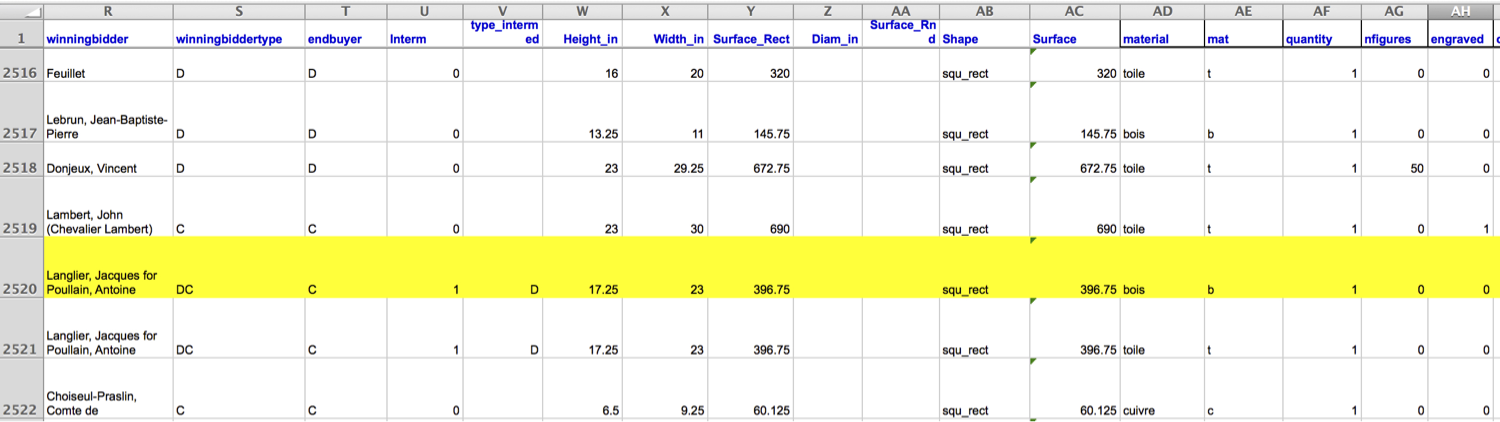 R S T U V W X Y Z AA AB AC AD AE AF AG AH
1 winningbidder winningbiddertype endbuyer Interm type_interm ed Height_in Width_in Surface_Rect Diam_in Surface_Rn d Shape Surface material mat quantity nfigures engraved
2516 Feuillet D D 0 16 20 320 squ_rect 320 toile t 1 0 0
Lebrun, Jean-Baptiste-
2517 Pierre D D 0 13.25 11 145.75 squ_rect 145.75 bois b 1 0 0
2518 Donjeux, Vincent D D 0 23 29.25 672.75 squ_rect 672.75 toile t 1 50 0
Lambert, John
2519 (Chevalier Lambert) C C 0 23 30 690 squ_rect 690 toile t 1 0 1
Langlier, Jacques for
2520 Poullain, Antoine DC C 1 D 17.25 23 396.75 squ_rect 396.75 bois b 1 0 0
Langlier, Jacques for
2521 Poullain, Antoine DC C 1 D 17.25 23 396.75 squ_rect 396.75 toile t 1 0 0
Choiseul-Praslin,
2522 Comte de C C 0 6.5 9.25 60.125 squ_rect 60.125 cuivre c 1 0 0